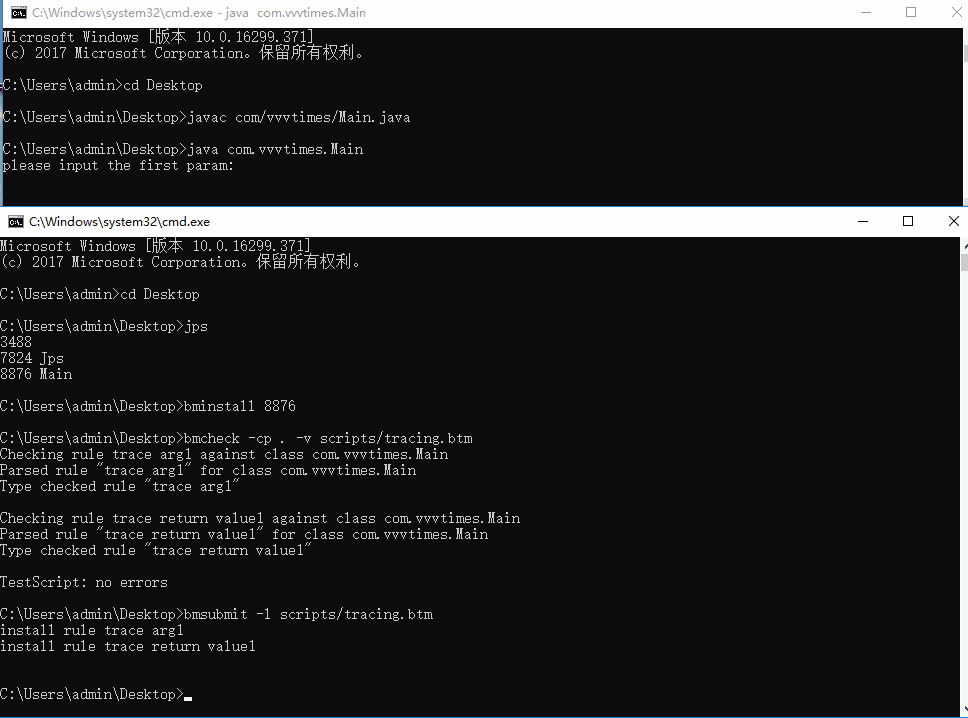 C:\Windows\system32\cmd.exe - java  com.vvvtimes.Main
Microsoft Windows [版本 10.0.16299.371]
(c) 2017 Microsoft Corporation。保留所有权利。
C:\Users\admin>cd Desktop
C:\Users\admin\Desktop>javac com/vvvtimes/Main.java
C:\Users\admin\Desktop>java com.vvvtimes.Main
please input the first param:
C:\Windows\system32\cmd.exe
Microsoft Windows [版本 10.0.16299.371]
(c) 2017 Microsoft Corporation。保留所有权利。
C:\Users\admin>cd Desktop
C:\Users\admin\Desktop>jps
3488
7824 Jps
8876 Main
C:\Users\admin\Desktop>bminstall 8876
C:\Users\admin\Desktop>bmcheck -cp . -v scripts/tracing.btm
Checking rule trace arg1 against class com.vvvtimes.Main
Parsed rule "trace arg1" for class com.vvvtimes.Main
Type checked rule "trace arg1"
Checking rule trace return value1 against class com.vvvtimes.Main
Parsed rule "trace return value1" for class com.vvvtimes.Main
Type checked rule "trace return value1"
TestScript: no errors
C:\Users\admin\Desktop>bmsubmit -l scripts/tracing.btm
install rule trace arg1
install rule trace return value1
C:\Users\admin\Desktop>